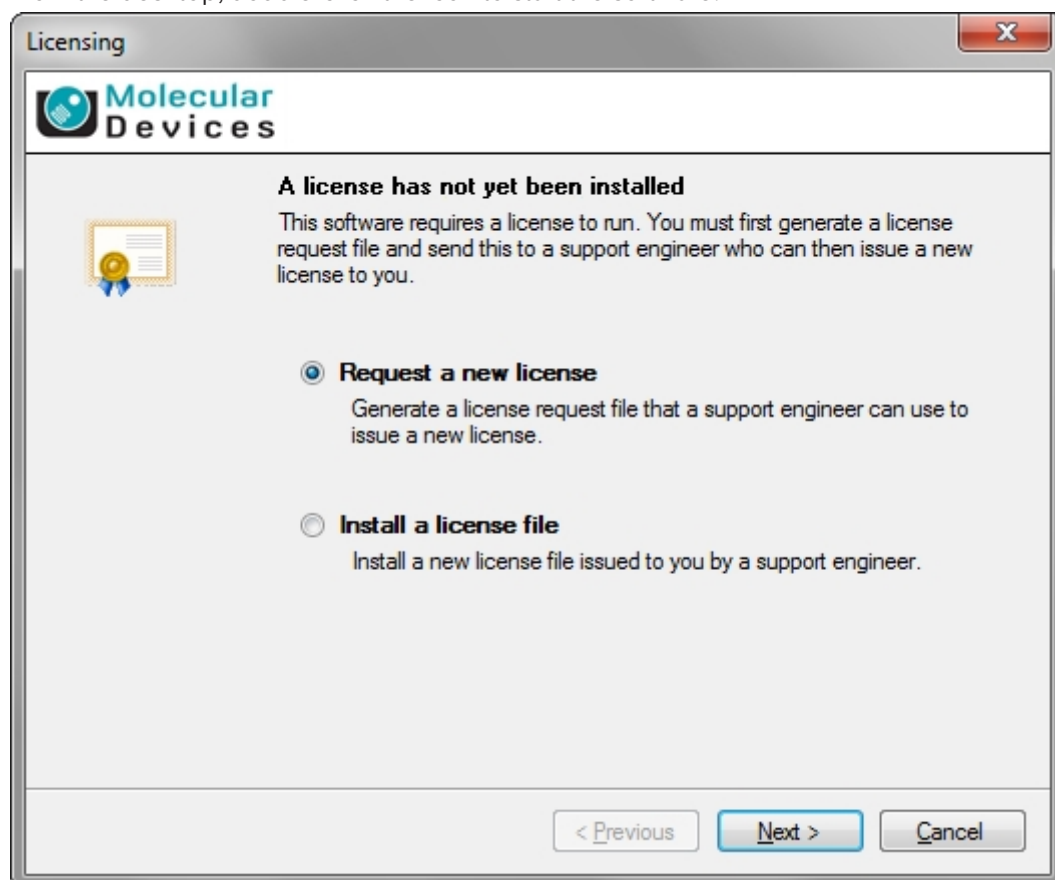 Licensing
Molecular
Devices
A license has not yet been installed
This software requires a license to run. You must first generate a license
request file and send this to a support engineer who can then issue a new
license to you.
Request a new license
Generate a license request file that a support engineer can use to
issue a new license.
Install a license file
Install a new license file issued to you by a support engineer.
< Previous
Next >
Cancel